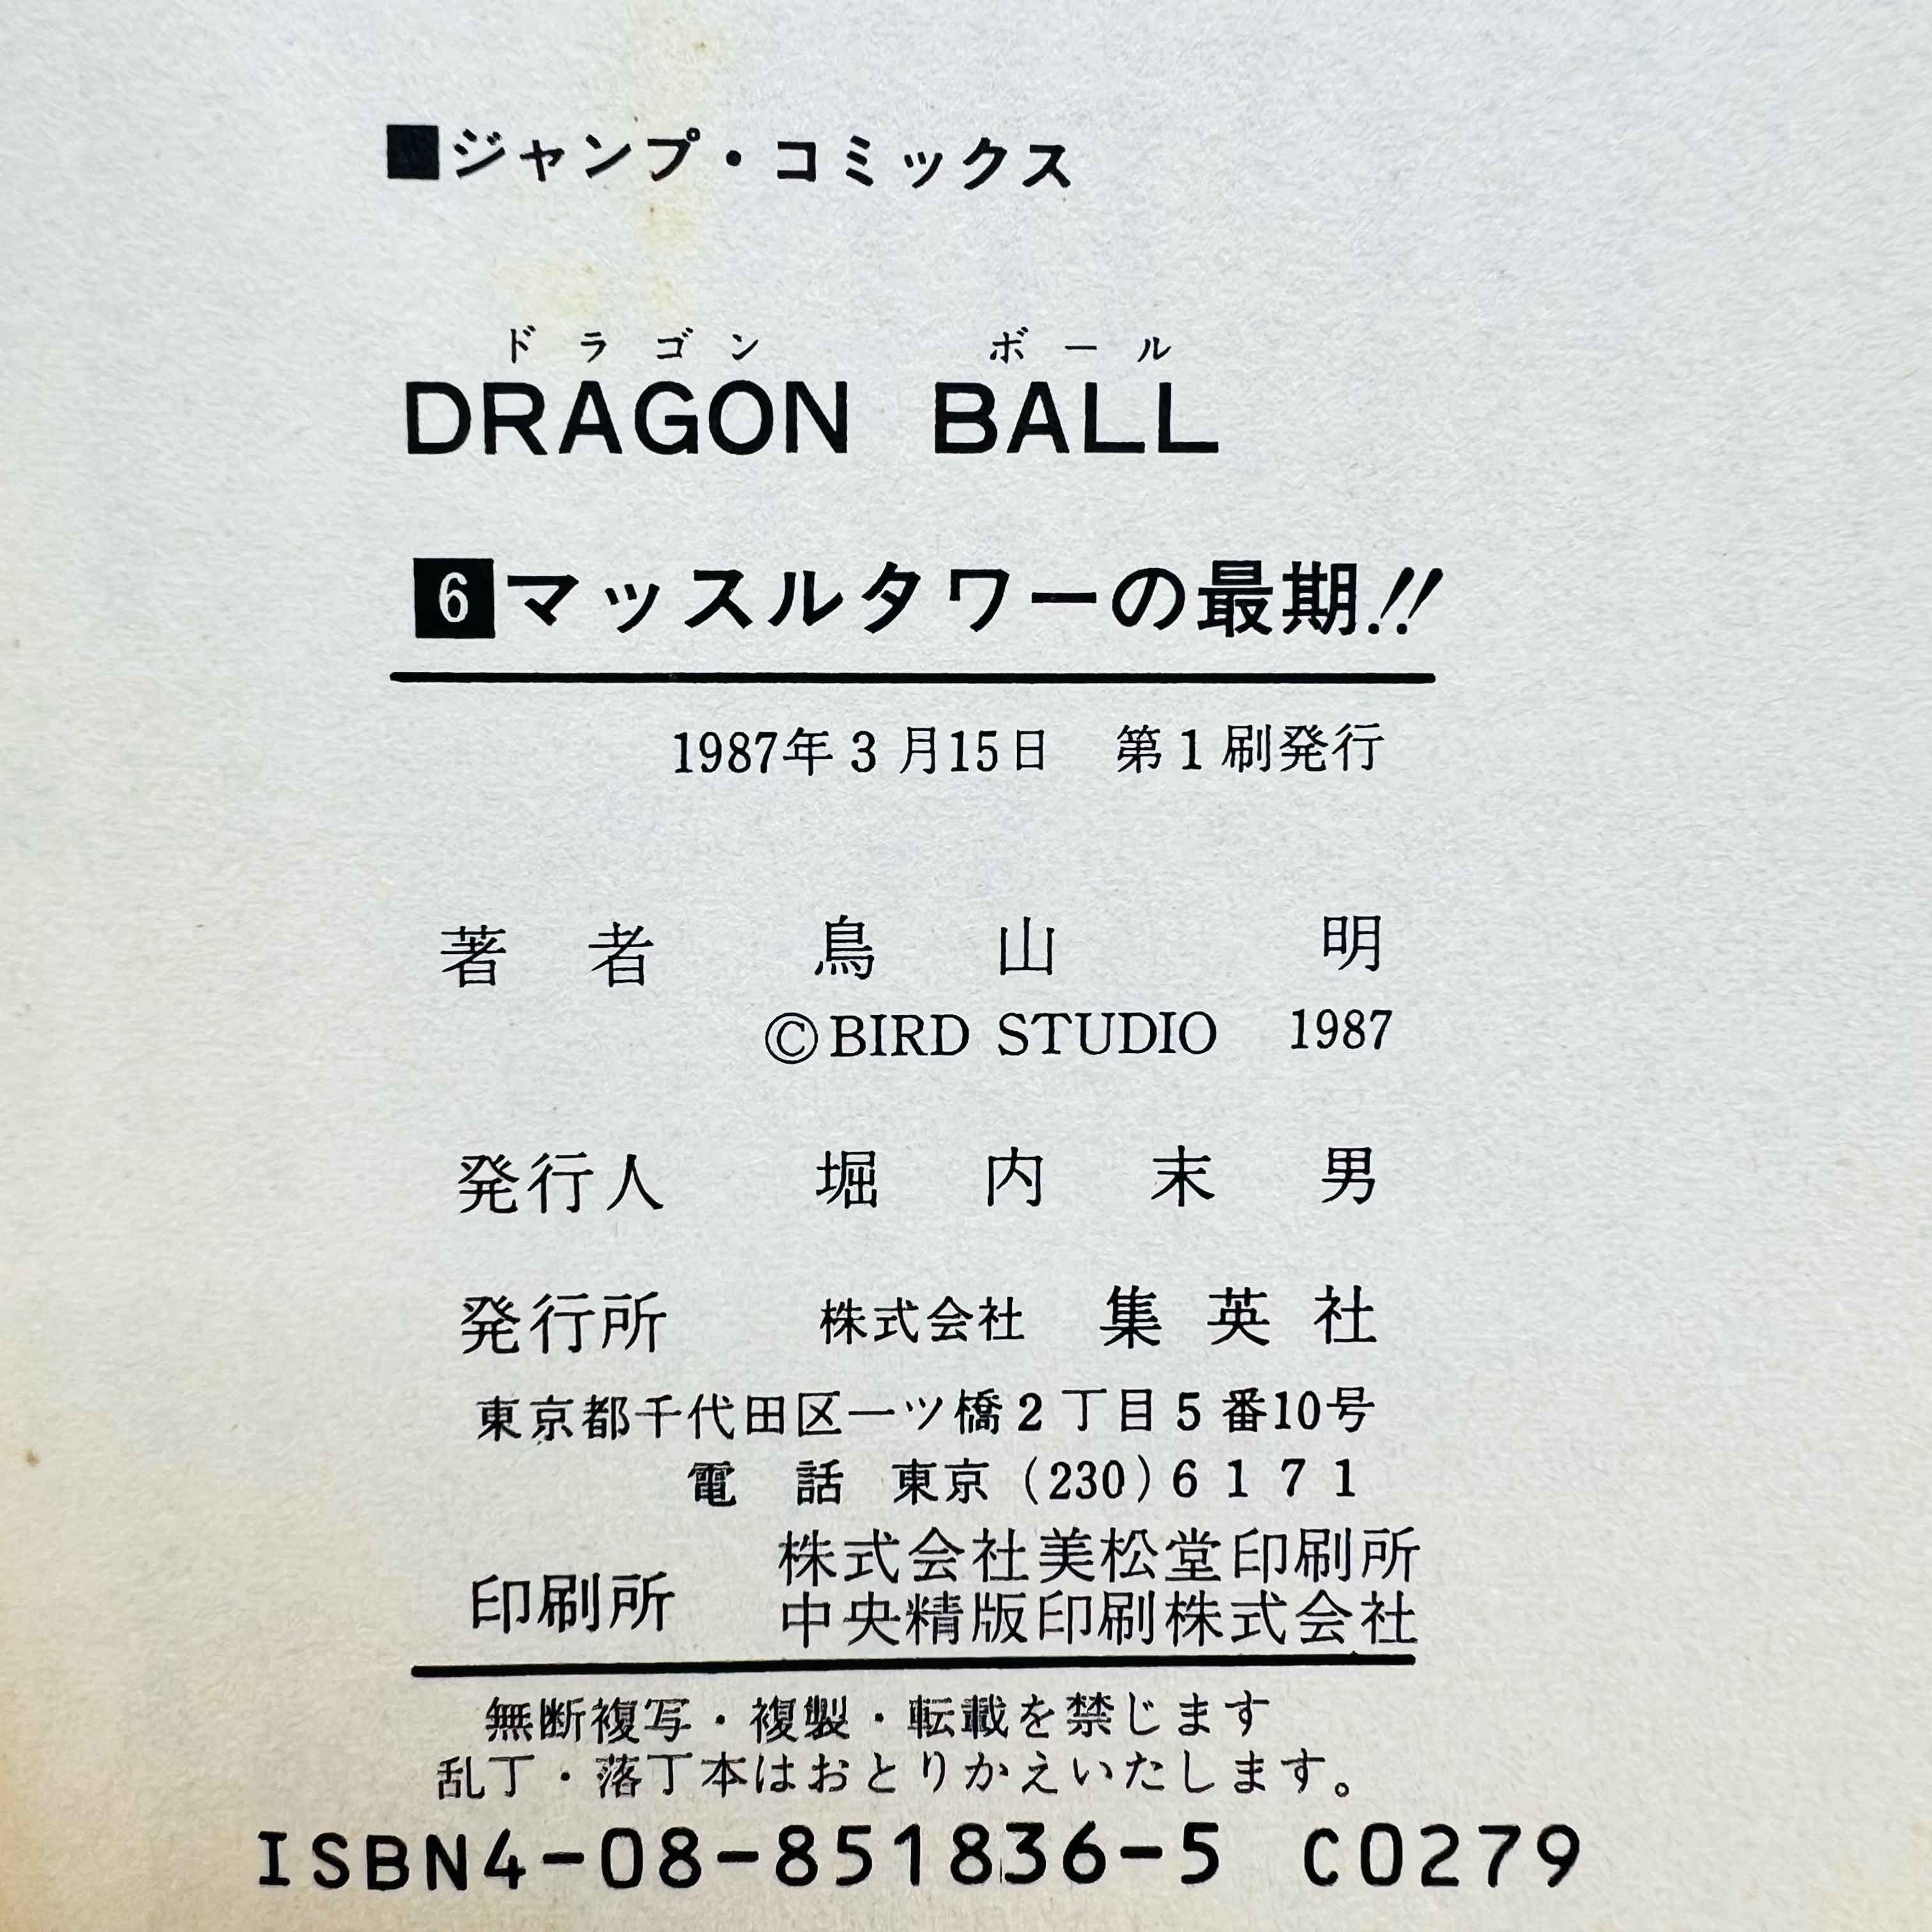 ■ジャンプ・コミックス
ドラゴン ボール
DRAGON BALL
6 マッスルタワーの最期!!
1987年3月15日 第1刷発行
著者 鳥山 明
©BIRD STUDIO 1987
発行人 堀内末男
発行所 株式会社 集英社
東京都千代田区一ツ橋2丁目5番10号
電話 東京(230)6171
印刷所 株式会社美松堂印刷所
中央精版印刷株式会社
無断複写・複製・転載を禁じます
乱丁・落丁本はおとりかえいたします。
ISBN4-08-851836-5 C0279